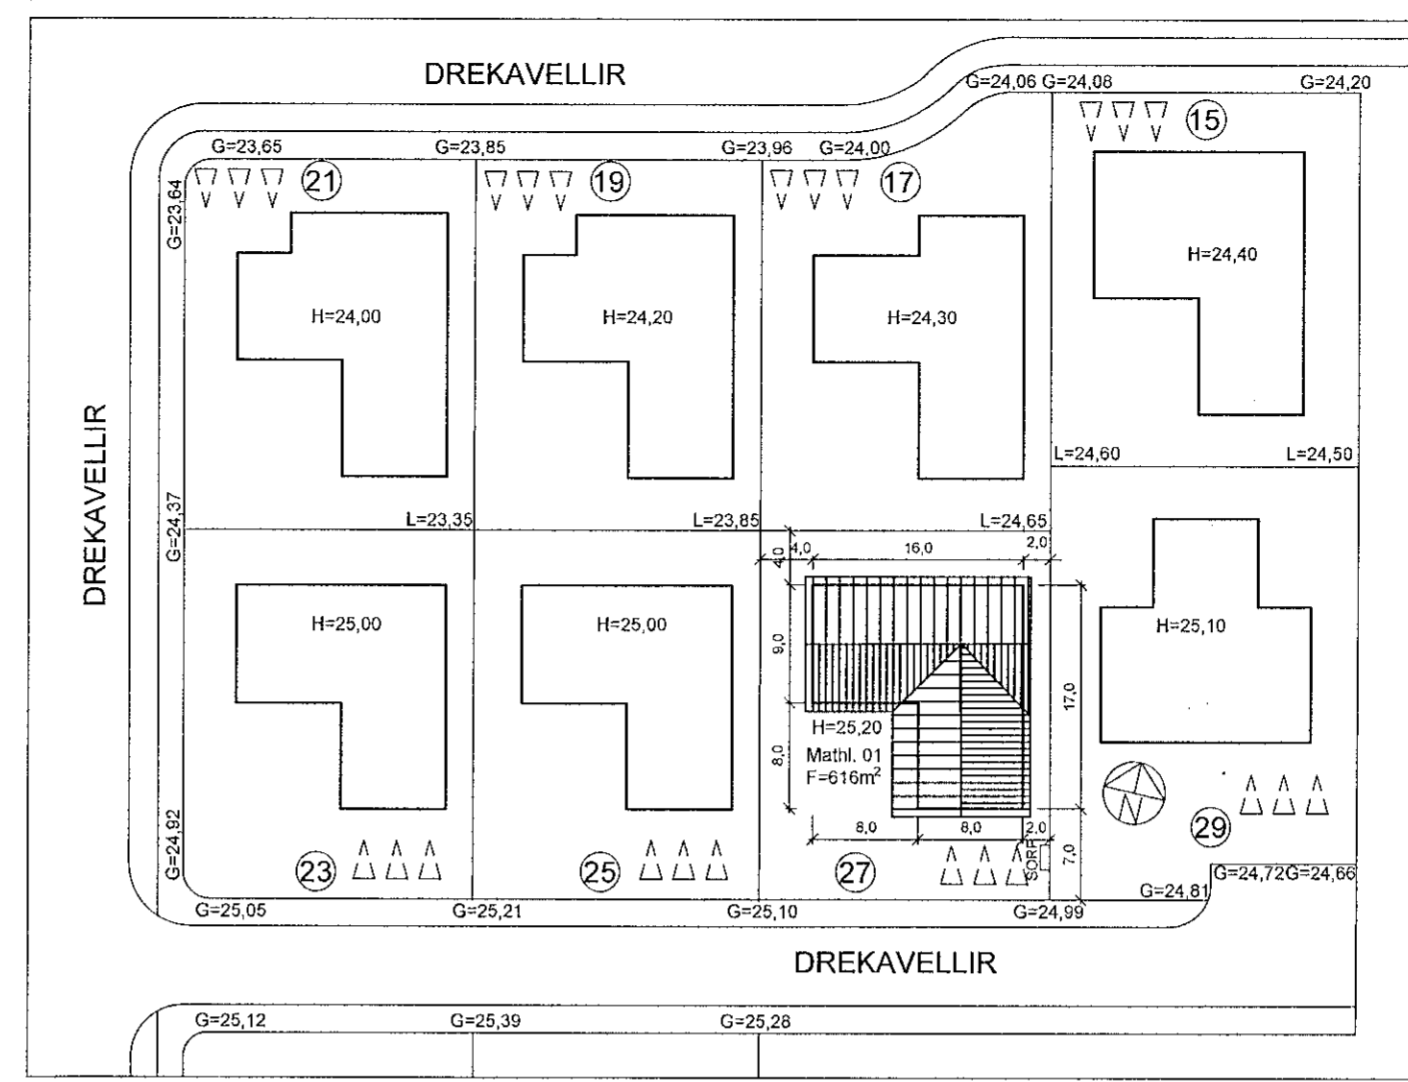 DREKAVELLIR
G=24,06 G=24,08 G=24,20
15
G=23,65 G=23,85 G=23,96 G=24,00
21 19 17
G=23,64
H=24,40
H=24,00 H=24,20 H=24,30
DREKAVELLIR
L=24,60 L=24,50
G=24,37
L=23,35 L=23,85 L=24,65
4,0 16,0 2,0
4,0
H=25,00 H=25,00 H=25,10
9,0
17,0
H=25,20
Mathl. 01
F=616m²
8,0
N
8,0 8,0 2,0
29
G=24,92
SORP
7,0
23 25 27
G=24,72 G=24,66
G=24,81
G=25,05 G=25,21 G=25,10 G=24,99
DREKAVELLIR
G=25,12 G=25,39 G=25,28